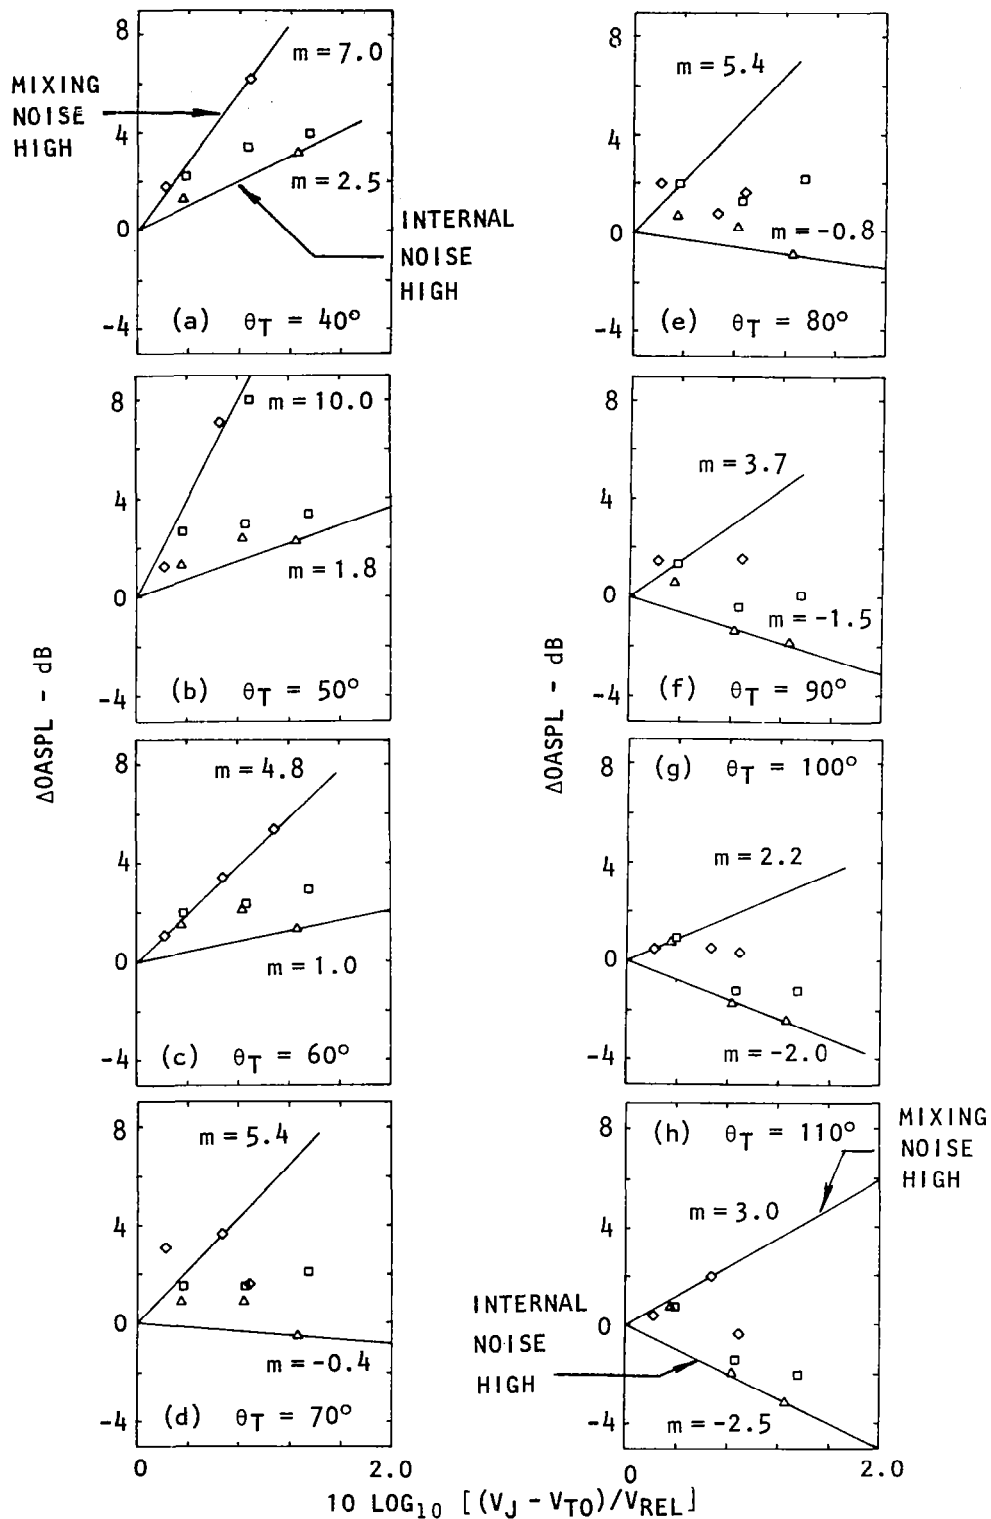 8
4
0
-4
MIXING
NOISE
HIGH
m = 7.0
m = 2.5
INTERNAL
NOISE
HIGH
(a) θT = 40°
8
4
0
-4
m = 10.0
m = 1.8
(b) θT = 50°
8
4
0
-4
m = 4.8
m = 1.0
(c) θT = 60°
8
4
0
-4
m = 5.4
m = -0.4
(d) θT = 70°
0
2.0
ΔOASPL - dB
8
4
0
-4
m = 5.4
m = -0.8
(e) θT = 80°
8
4
0
-4
m = 3.7
m = -1.5
(f) θT = 90°
8
4
0
-4
(g) θT = 100°
m = 2.2
m = -2.0
8
4
0
-4
(h) θT = 110°
MIXING
NOISE
HIGH
m = 3.0
INTERNAL
NOISE
HIGH
m = -2.5
0
2.0
ΔOASPL - dB
10 LOG10 [(VJ - VTO)/VREL]